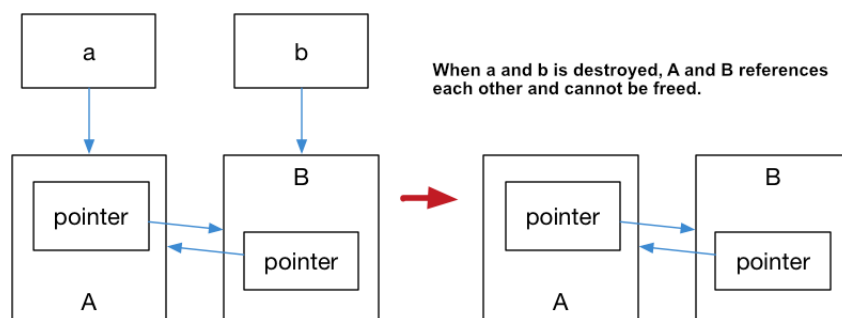 a
b
When a and b is destroyed, A and B references
each other and cannot be freed.
B
pointer
pointer
A
B
pointer
pointer
A